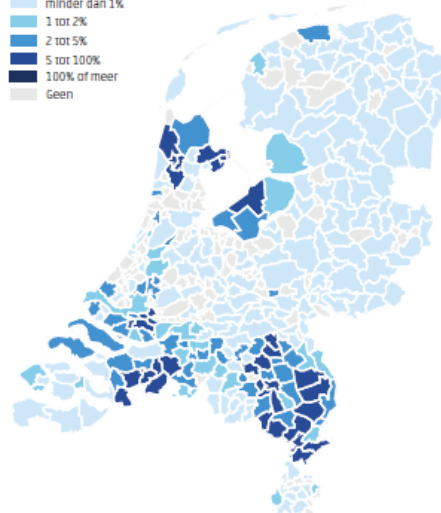 minder dan 1%
1 tot 2%
2 tot 5%
5 tot 100%
100% of meer
Geen